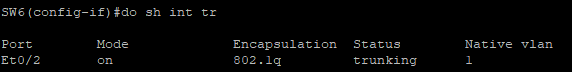 SW6(config-if)#do sh int tr
Port Mode Encapsulation Status Native vlan
Et0/2 on 802.1q trunking 1